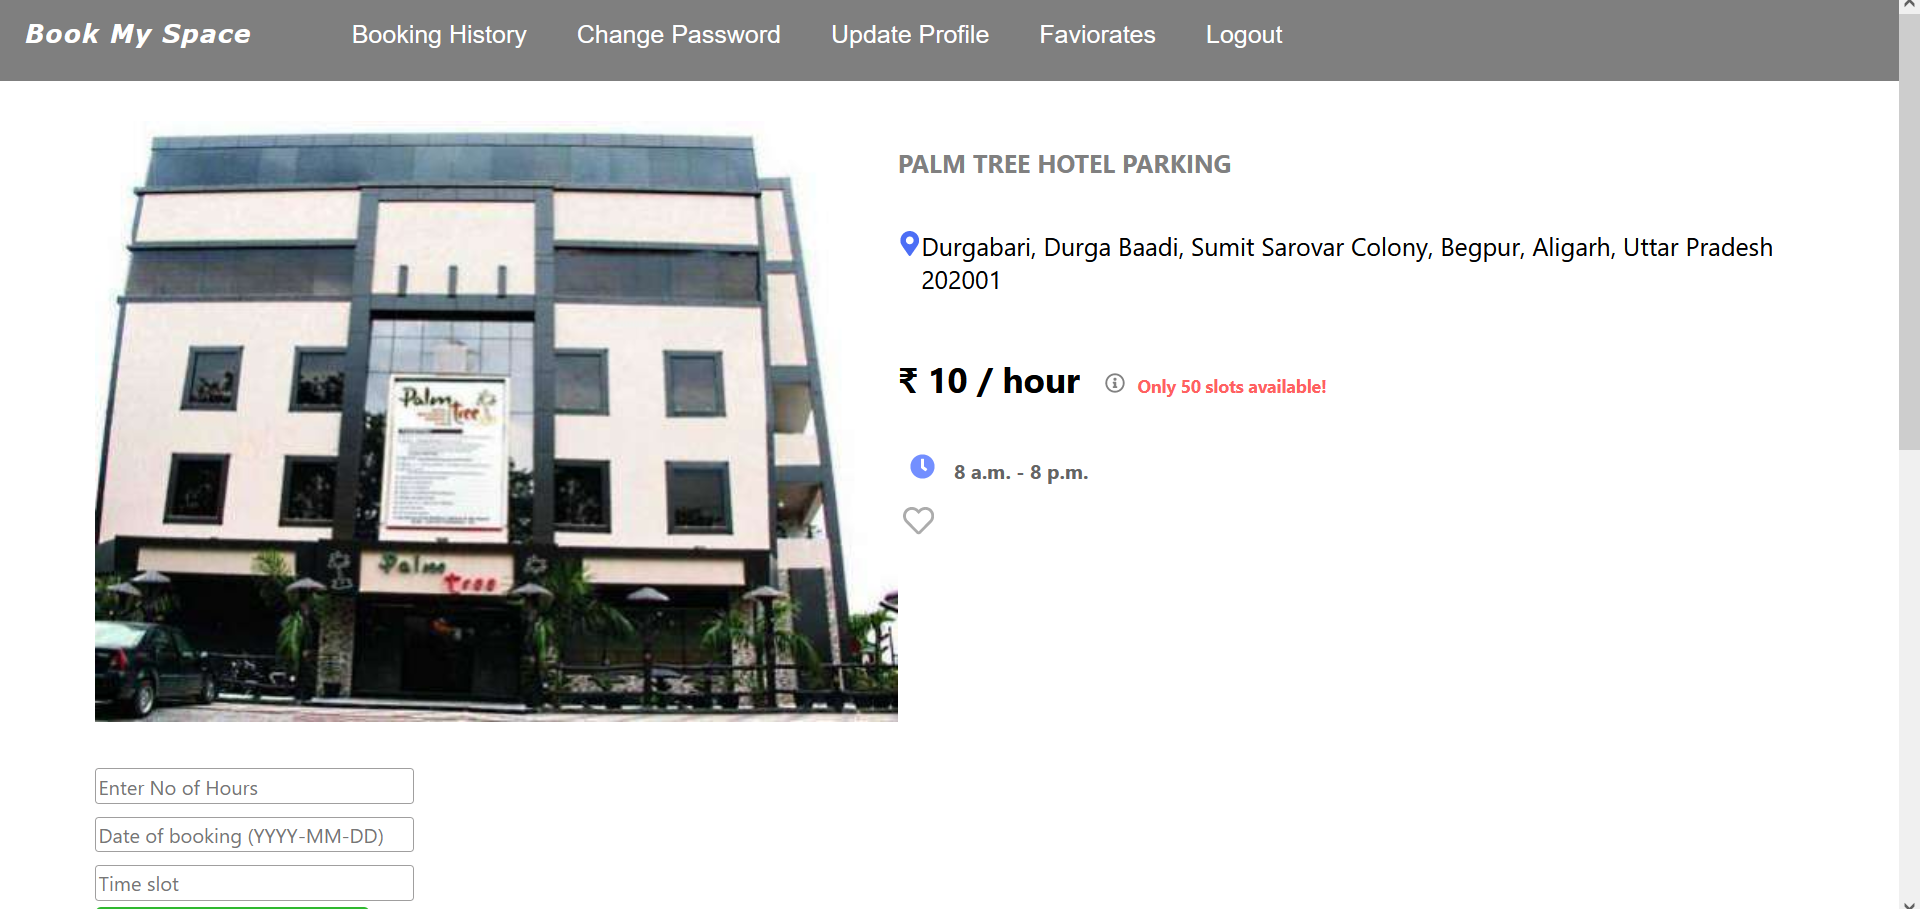 Book My Space
Booking History
Change Password
Update Profile
Faviorates
Logout
PALM TREE HOTEL PARKING
Durgabari, Durga Baadi, Sumit Sarovar Colony, Begpur, Aligarh, Uttar Pradesh
202001
₹ 10 / hour
Only 50 slots available!
8 a.m. - 8 p.m.
Palm
tree
Palm
tree
Enter No of Hours
Date of booking (YYYY-MM-DD)
Time slot